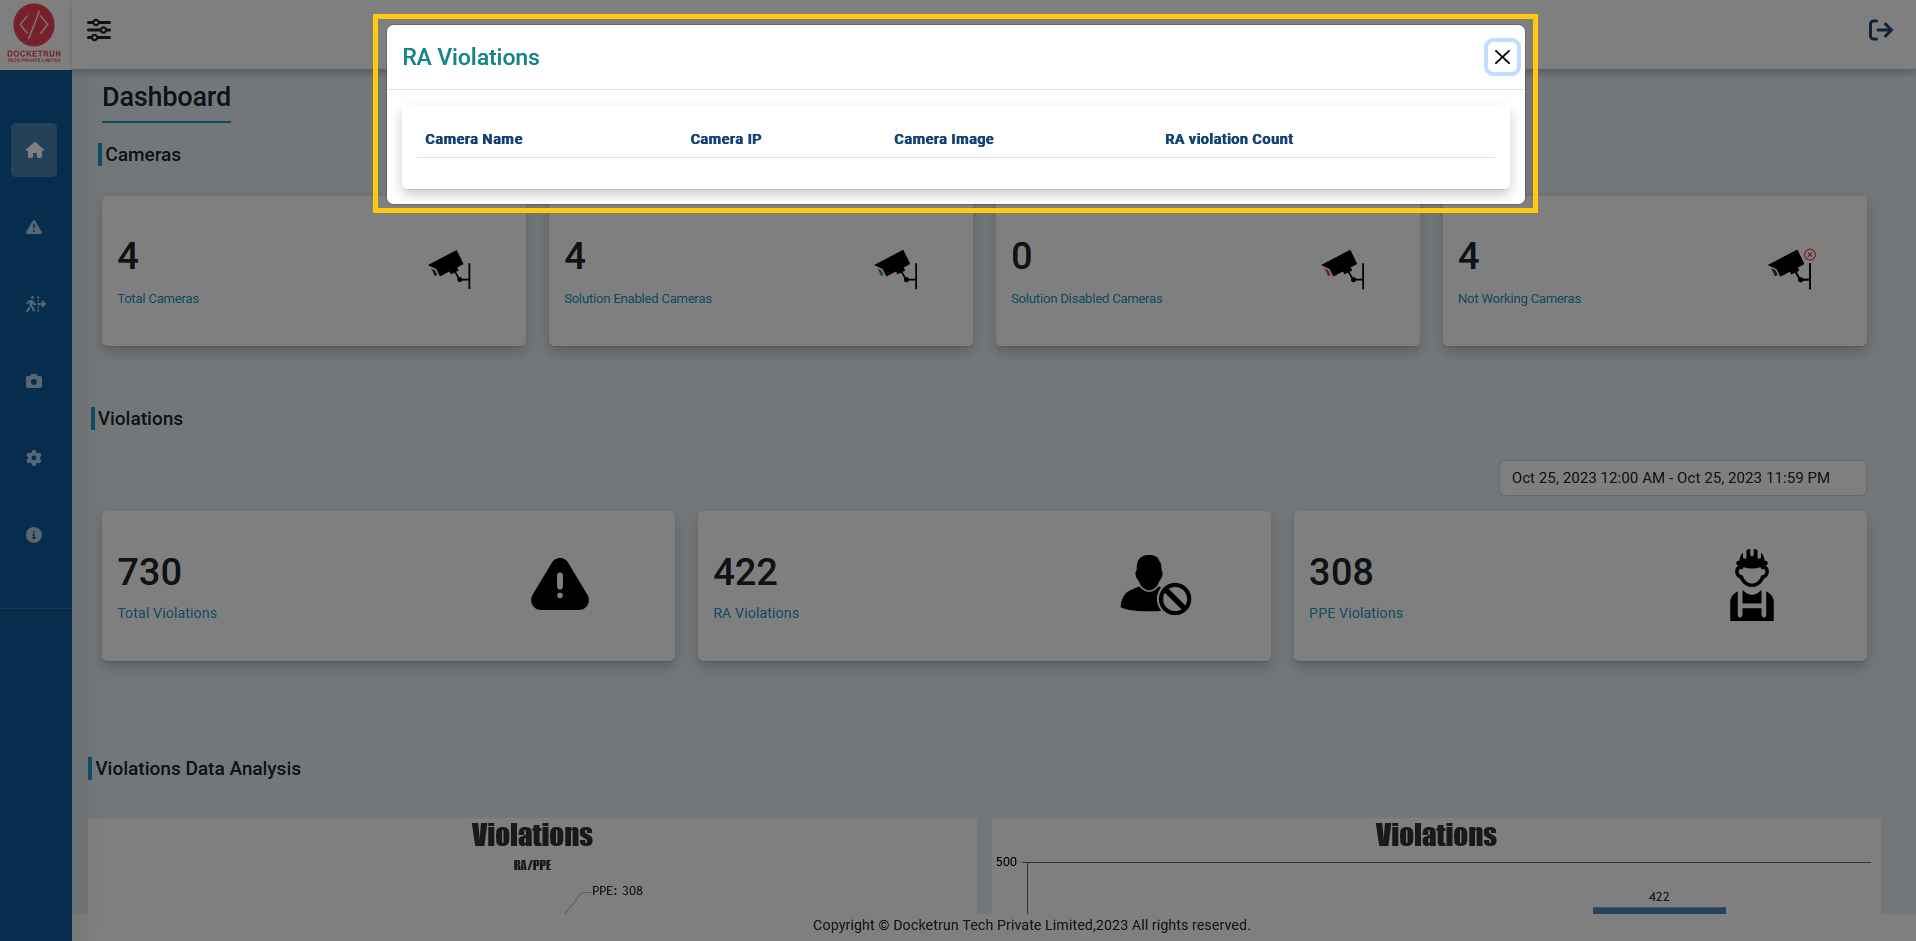 DOCKETRUN
TECH PRIVATE LIMITED
RA Violations
Camera Name Camera IP Camera Image RA violation Count
Dashboard
Cameras
4
Total Cameras
4
Solution Enabled Cameras
0
Solution Disabled Cameras
4
Not Working Cameras
Violations
Oct 25, 2023 12:00 AM - Oct 25, 2023 11:59 PM
730
Total Violations
422
RA Violations
308
PPE Violations
Violations Data Analysis
Violations
RA/PPE
PPE: 308
Violations
500
422
Copyright © Docketrun Tech Private Limited,2023 All rights reserved.